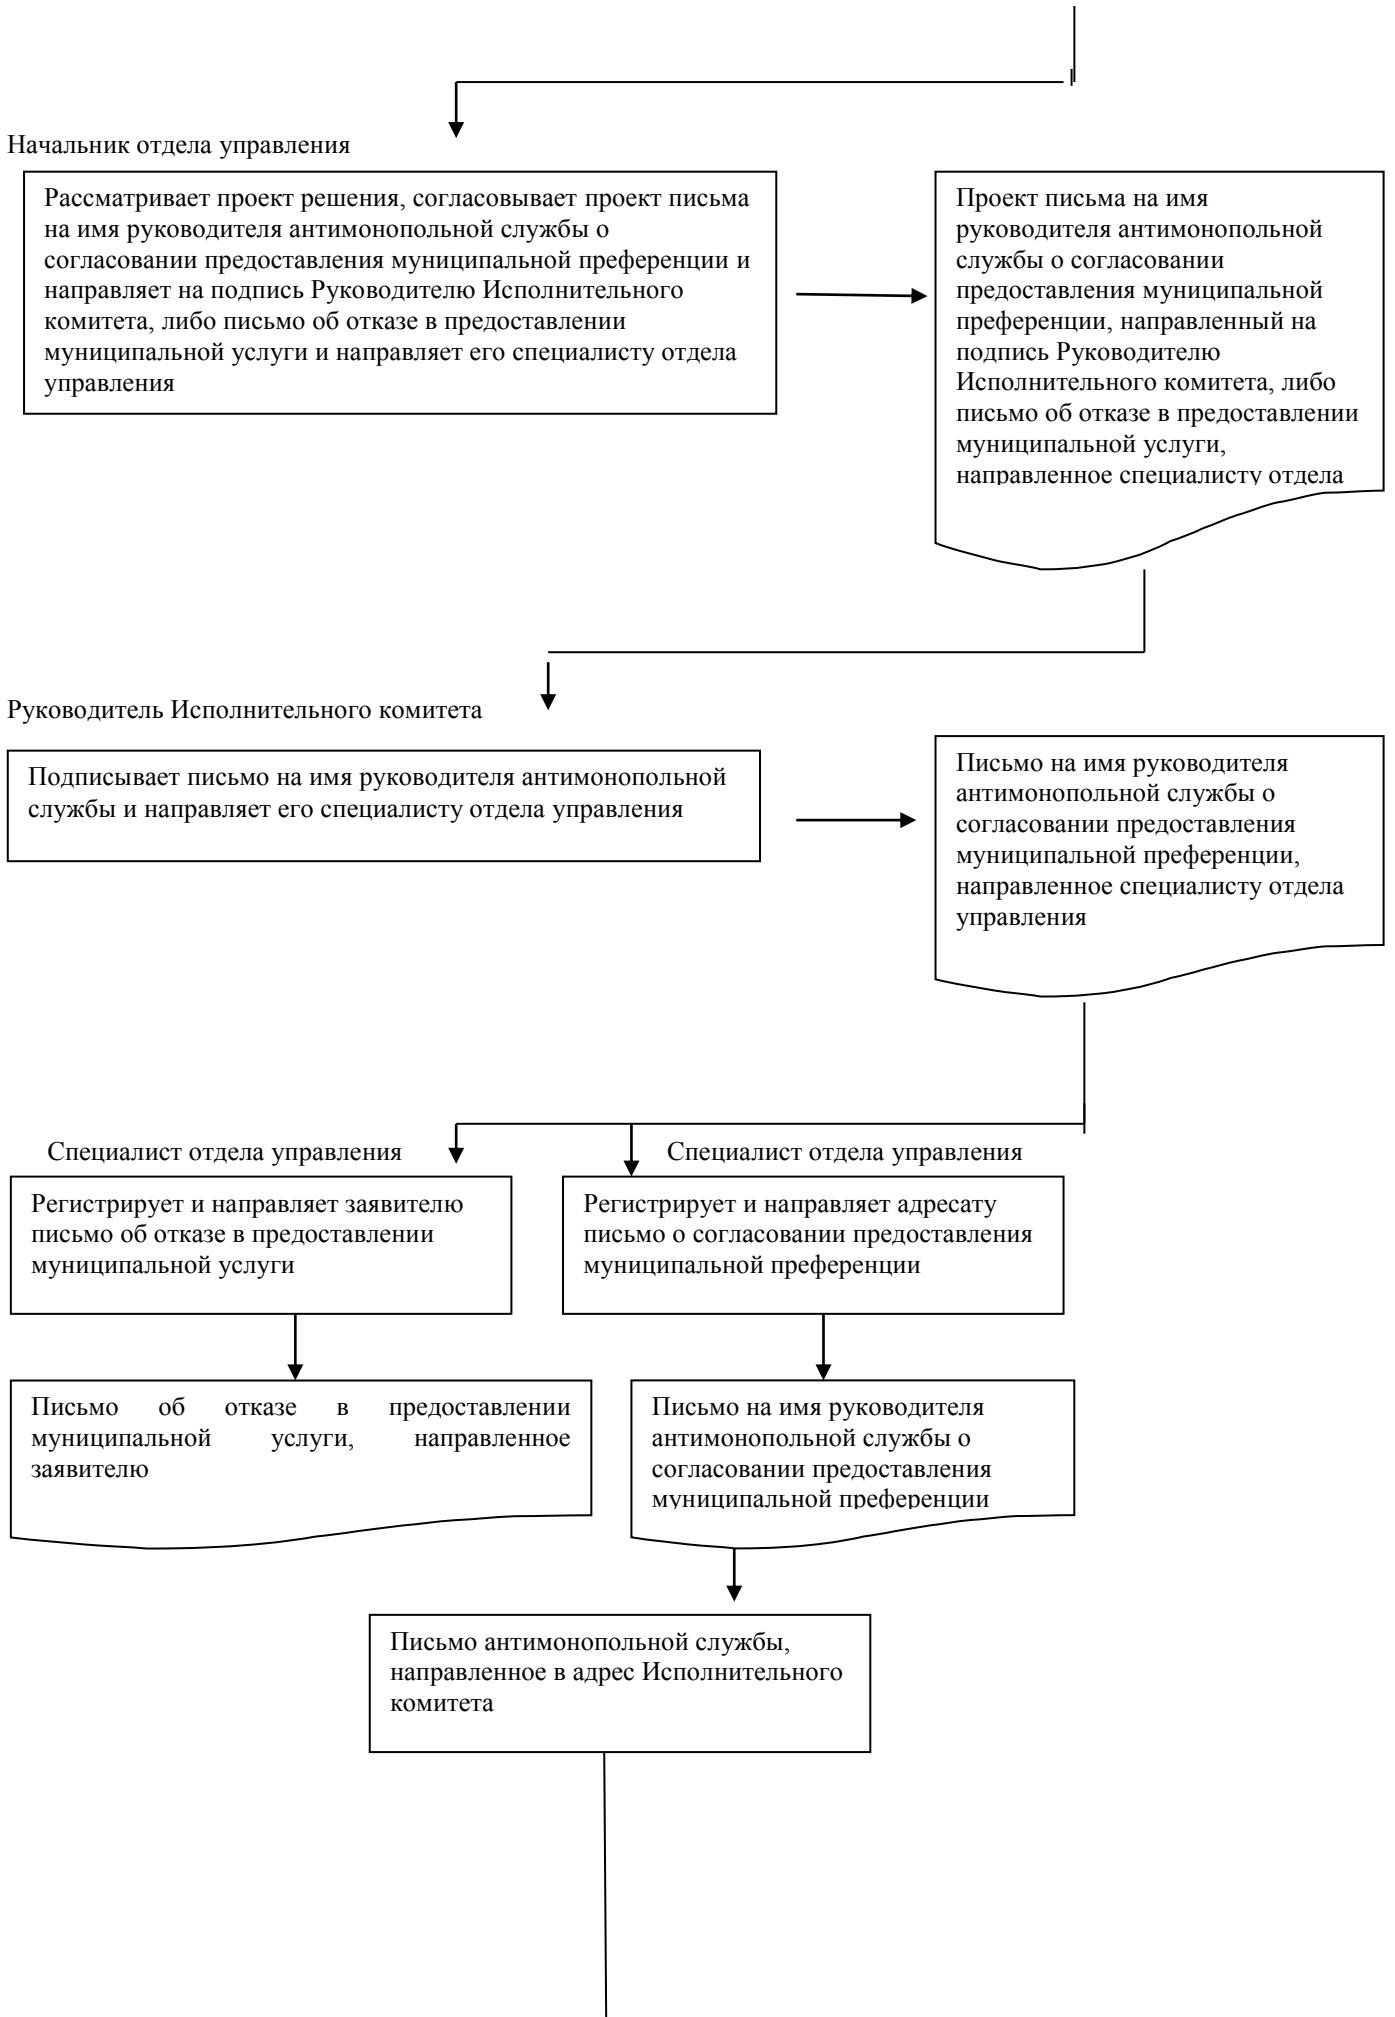 Начальник отдела управления
Рассматривает проект решения, согласовывает проект письма
на имя руководителя антимонопольной службы о
согласовании предоставления муниципальной преференции и
направляет на подпись Руководителю Исполнительного
комитета, либо письмо об отказе в предоставлении
муниципальной услуги и направляет его специалисту отдела
управления
Проект письма на имя
руководителя антимонопольной
службы о согласовании
предоставления муниципальной
преференции, направленный на
подпись Руководителю
Исполнительного комитета, либо
письмо об отказе в предоставлении
муниципальной услуги,
направленное специалисту отдела
Руководитель Исполнительного комитета
Подписывает письмо на имя руководителя антимонопольной
службы и направляет его специалисту отдела управления
Письмо на имя руководителя
антимонопольной службы о
согласовании предоставления
муниципальной преференции,
направленное специалисту отдела
управления
Специалист отдела управления
Регистрирует и направляет заявителю
письмо об отказе в предоставлении
муниципальной услуги
Специалист отдела управления
Регистрирует и направляет адресату
письмо о согласовании предоставления
муниципальной преференции
Письмо об отказе в предоставлении
муниципальной услуги, направленное
заявителю
Письмо на имя руководителя
антимонопольной службы о
согласовании предоставления
муниципальной преференции
Письмо антимонопольной службы,
направленное в адрес Исполнительного
комитета